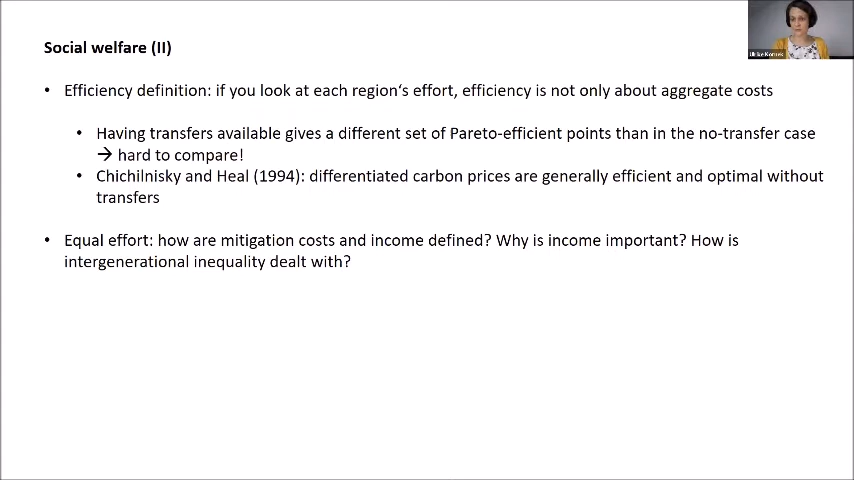 Social welfare (II)
• Efficiency definition: if you look at each region‘s effort, efficiency is not only about aggregate costs
• Having transfers available gives a different set of Pareto-efficient points than in the no-transfer case
→ hard to compare!
• Chichilnisky and Heal (1994): differentiated carbon prices are generally efficient and optimal without
transfers
• Equal effort: how are mitigation costs and income defined? Why is income important? How is
intergenerational inequality dealt with?